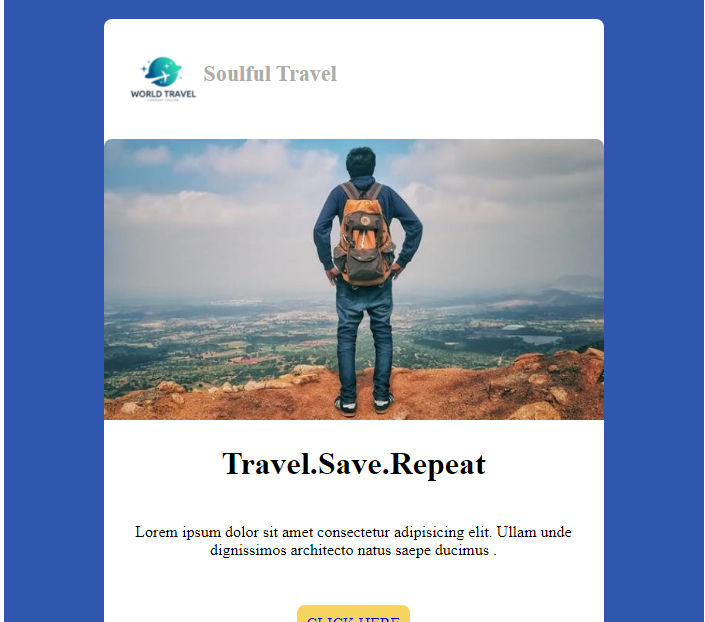 Soulful Travel
WORLD TRAVEL
Travel.Save.Repeat
Lorem ipsum dolor sit amet consectetur adipisicing elit. Ullam unde
dignissimos architecto natus saepe ducimus .
CLICK HERE